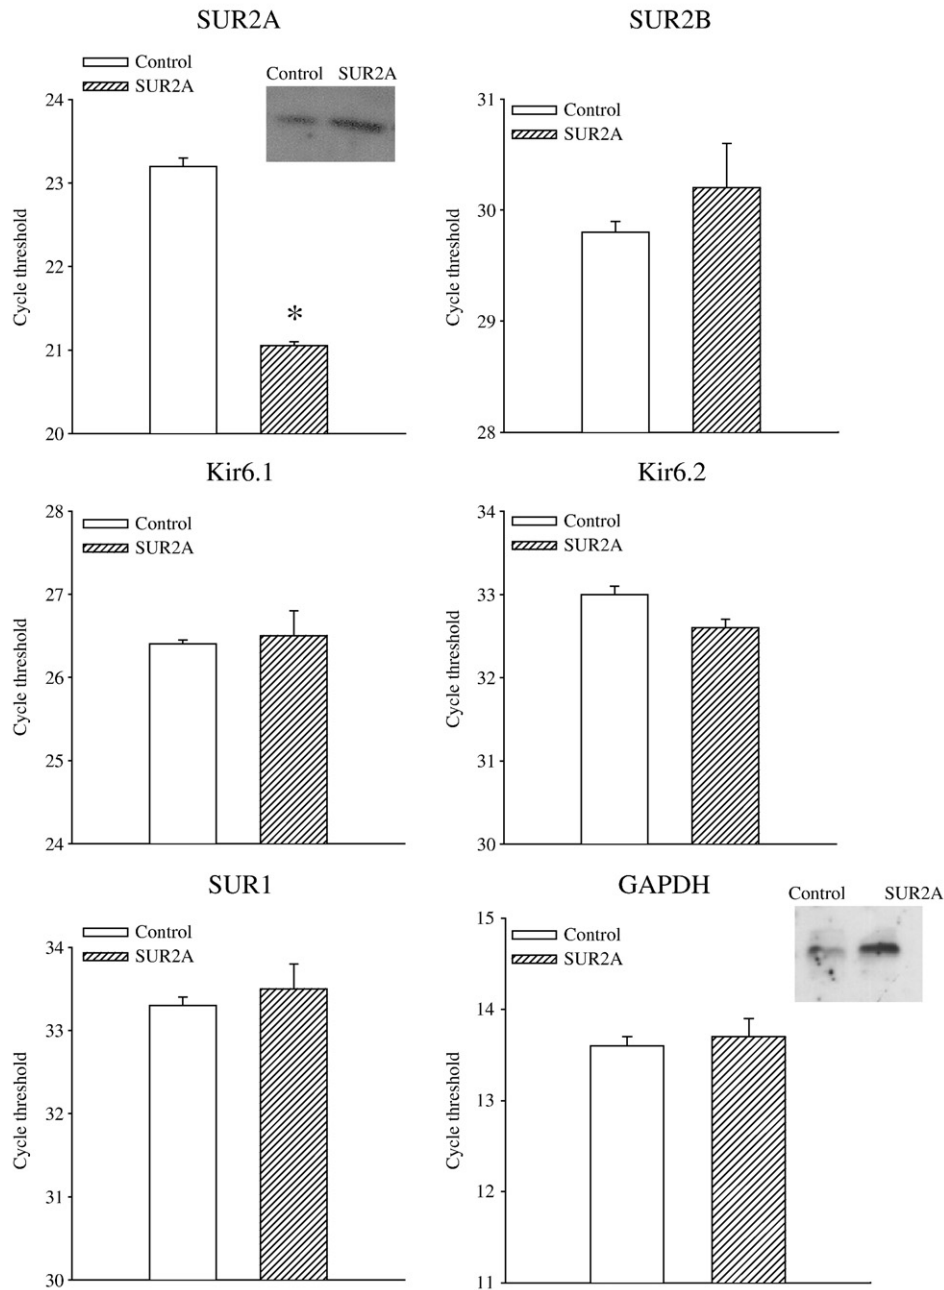 SUR2A
Control
SUR2A
Control SUR2A
24
23
22
21
20
Cycle threshold
*
SUR2B
Control
SUR2A
31
30
29
28
Cycle threshold
Kir6.1
Control
SUR2A
28
27
26
25
24
Cycle threshold
Kir6.2
Control
SUR2A
34
33
32
31
30
Cycle threshold
SUR1
Control
SUR2A
34
33
32
31
30
Cycle threshold
GAPDH
Control SUR2A
Control
SUR2A
15
14
13
12
11
Cycle threshold